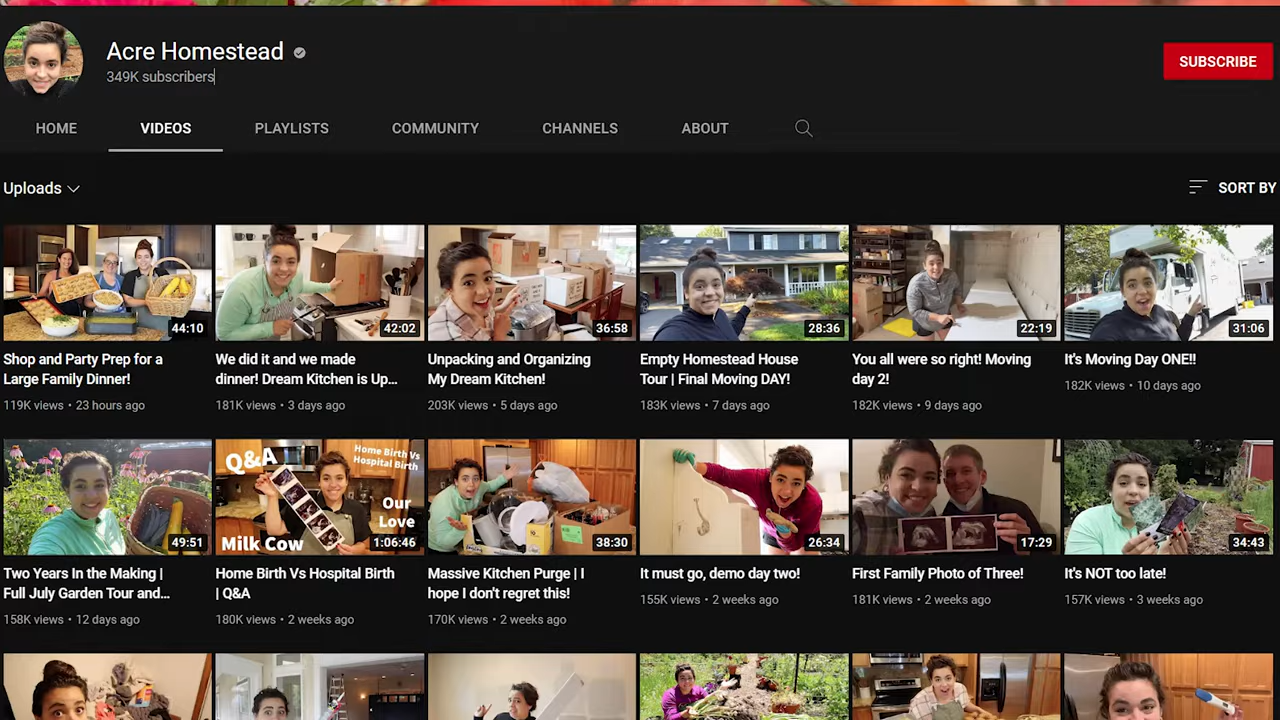 Acre Homestead
349K subscribers
SUBSCRIBE
HOME
VIDEOS
PLAYLISTS
COMMUNITY
CHANNELS
ABOUT
Uploads
SORT BY
44:10
42:02
36:58
28:36
22:19
31:06
Shop and Party Prep for a
Large Family Dinner!
119K views • 23 hours ago
We did it and we made
dinner! Dream Kitchen is Up...
181K views • 3 days ago
Unpacking and Organizing
My Dream Kitchen!
203K views • 5 days ago
Empty Homestead House
Tour | Final Moving DAY!
183K views • 7 days ago
You all were so right! Moving
day 2!
182K views • 9 days ago
It's Moving Day ONE!!
182K views • 10 days ago
49:51
Q&A
Home Birth Vs
Hospital Birth
Our
Love
Milk Cow
1:06:46
38:30
26:34
17:29
34:43
Two Years In the Making |
Full July Garden Tour and...
158K views • 12 days ago
Home Birth Vs Hospital Birth
| Q&A
180K views • 2 weeks ago
Massive Kitchen Purge | I
hope I don't regret this!
170K views • 2 weeks ago
It must go, demo day two!
155K views • 2 weeks ago
First Family Photo of Three!
181K views • 2 weeks ago
It's NOT too late!
157K views • 3 weeks ago